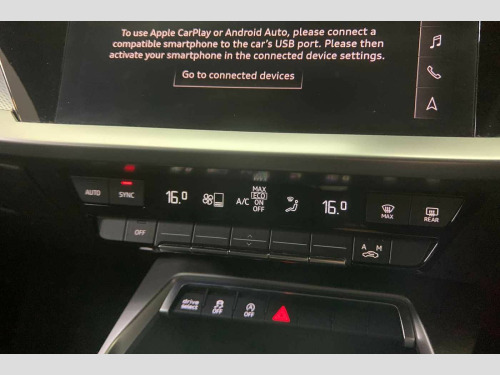 To use Apple CarPlay or Android Auto, please connect a
compatible smartphone to the car's USB port. Please then
activate your smartphone in the connected device settings.
Go to connected devices
AUTO
SYNC
16.0
A/C
MAX
ECO
ON
OFF
16.0
MAX
REAR
OFF
A M
drive
select
OFF
OFF